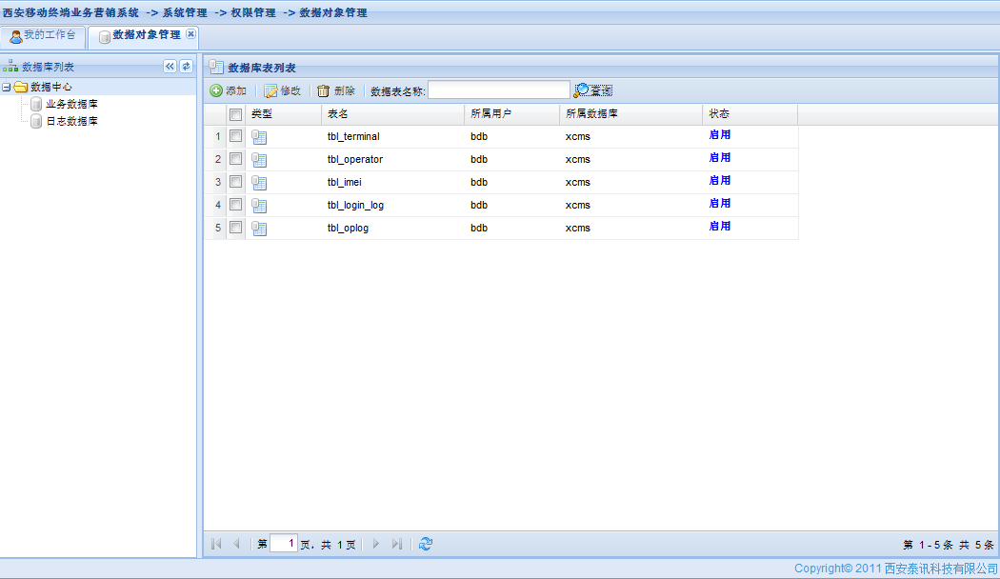 西安移动终端业务营销系统 -> 系统管理 -> 权限管理 -> 数据对象管理
我的工作台 数据对象管理
数据库列表
数据中心
业务数据库
日志数据库
数据库表列表
添加 修改 删除 数据表名称: 查询
类型 表名 所属用户 所属数据库 状态
1 tbl_terminal bdb xcms 启用
2 tbl_operator bdb xcms 启用
3 tbl_imei bdb xcms 启用
4 tbl_login_log bdb xcms 启用
5 tbl_oplog bdb xcms 启用
第 1 页, 共 1 页
第 1 - 5 条 共 5 条
Copyright© 2011 西安泰讯科技有限公司